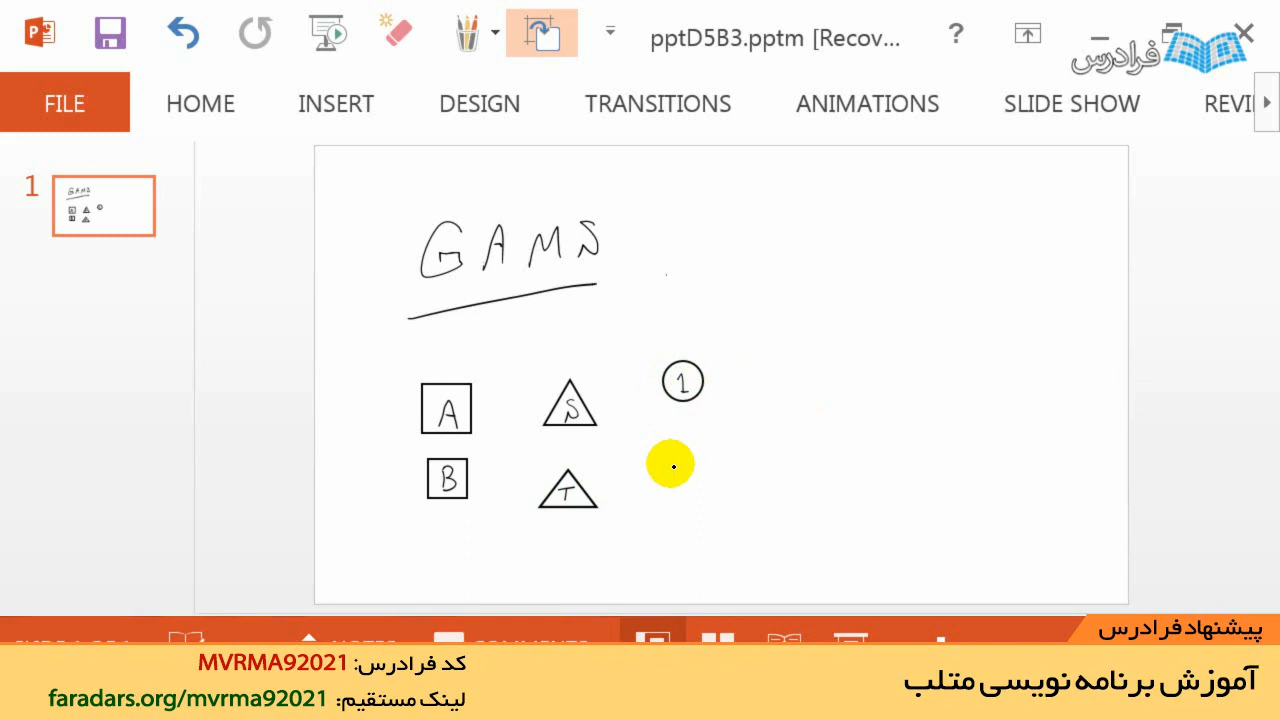 pptD5B3.pptm [Recov...
?
فرادرس
FILE HOME INSERT DESIGN TRANSITIONS ANIMATIONS SLIDE SHOW REVI
1
GAMS
A S 1
B T
پیشنهاد فرادرس
آموزش برنامه نویسی متلب
کد فرادرس: MVRMA92021
لینک مستقیم: faradars.org/mvrma92021